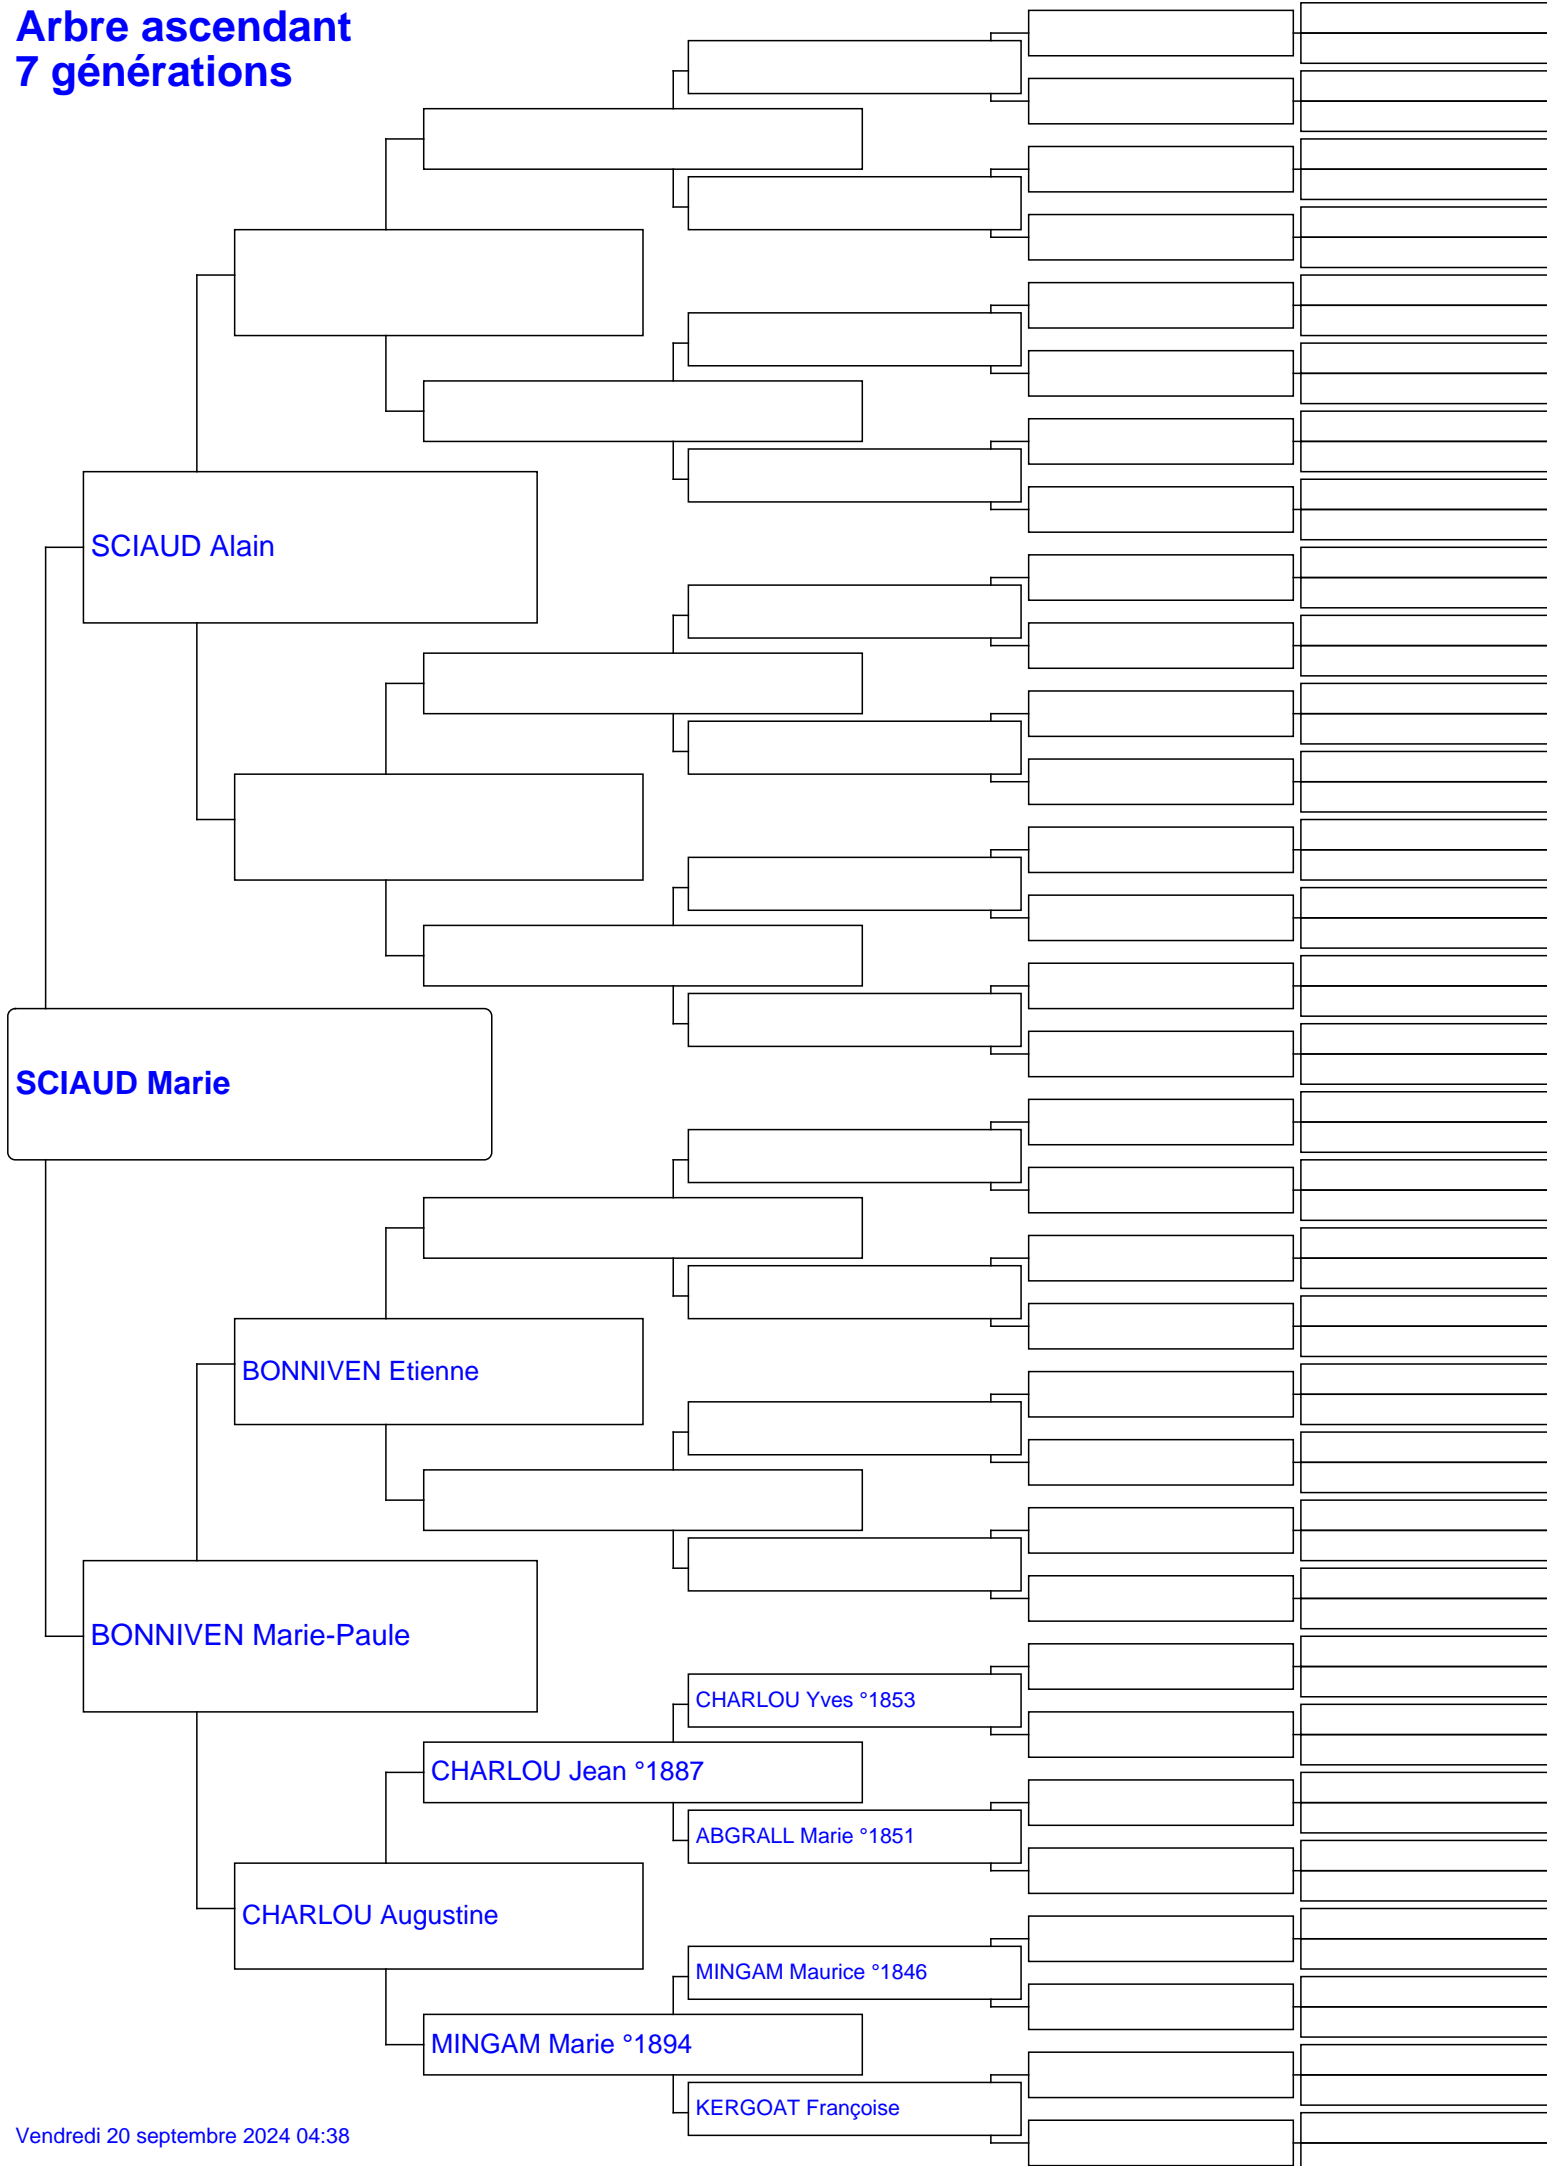 Arbre ascendant
7 générations
SCIAUD Alain
SCIAUD Marie
BONNIVEN Etienne
BONNIVEN Marie-Paule
CHARLOU Yves °1853
CHARLOU Jean °1887
ABGRALL Marie °1851
CHARLOU Augustine
MINGAM Maurice °1846
MINGAM Marie °1894
KERGOAT Françoise
Vendredi 20 septembre 2024 04:38